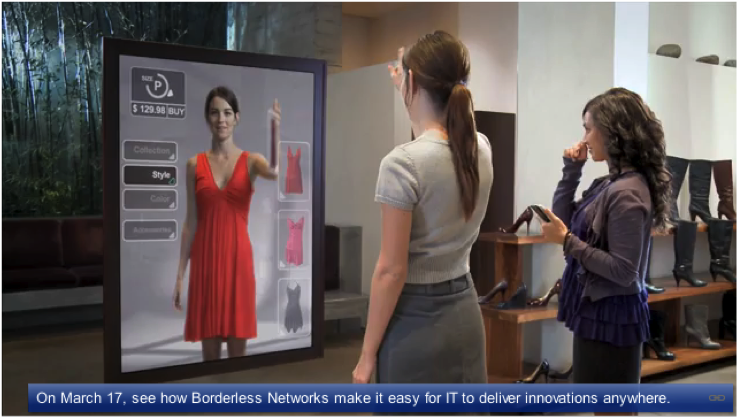 SIZE P
$ 129.98 BUY
Collection
Style
Color
Accessories
On March 17, see how Borderless Networks make it easy for IT to deliver innovations anywhere.